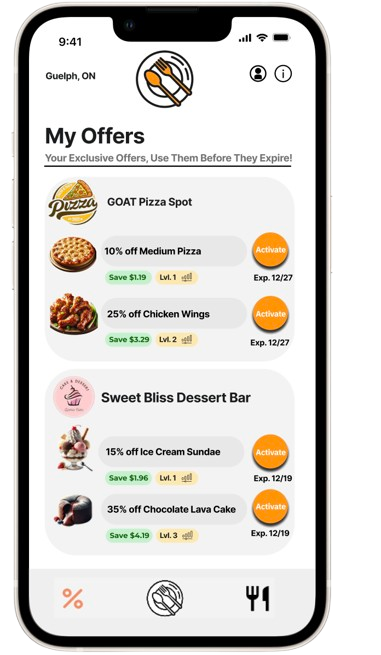 9:41
Guelph, ON
My Offers
Your Exclusive Offers, Use Them Before They Expire!
Pizza
GOAT Pizza Spot
10% off Medium Pizza
Activate
Save $1.19
Lvl. 1
Exp. 12/27
25% off Chicken Wings
Activate
Save $3.29
Lvl. 2
Exp. 12/27
CAKE & DESSERT
Sweet Bliss Dessert Bar
15% off Ice Cream Sundae
Activate
Save $1.96
Lvl. 1
Exp. 12/19
35% off Chocolate Lava Cake
Activate
Save $4.19
Lvl. 3
Exp. 12/19